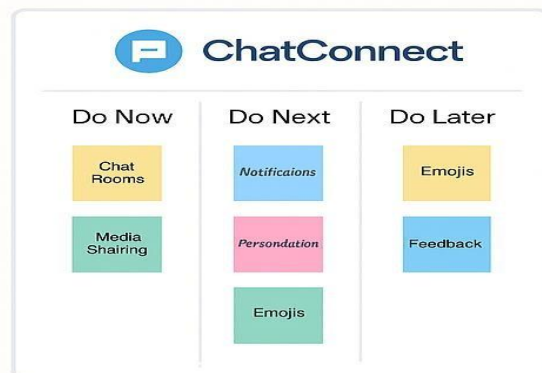 ChatConnect
Do Now
Chat
Rooms
Media
Shairing
Do Next
Notificaions
Persondation
Emojis
Do Later
Emojis
Feedback